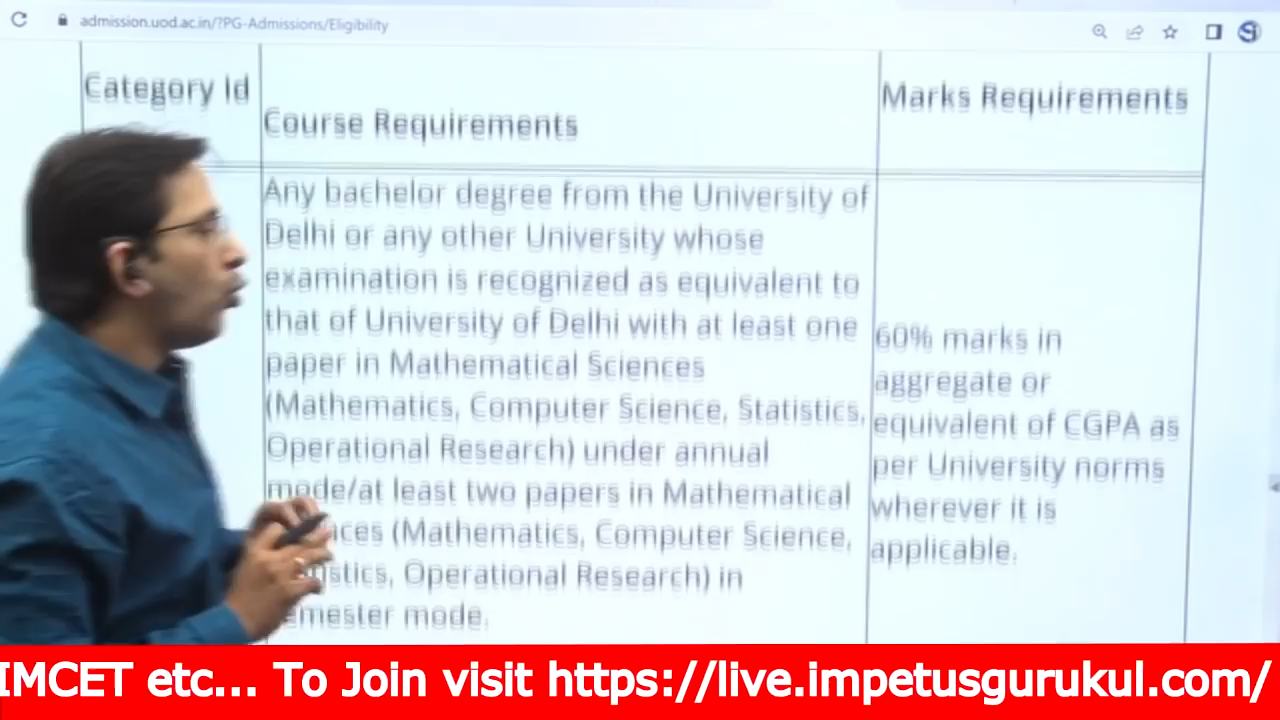 admission.uod.ac.in/?PG-Admissions/Eligibility
Category Id
Course Requirements
Marks Requirements
Any bachelor degree from the University of
Delhi or any other University whose
examination is recognized as equivalent to
that of University of Delhi with at least one
paper in Mathematical Sciences
(Mathematics, Computer Science, Statistics,
Operational Research) under annual
mode/at least two papers in Mathematical
(Mathematics, Computer Science,
Operational Research) in
mode.
60% marks in
aggregate or
equivalent of CGPA as
per University norms
wherever it is
applicable.
IMCET etc... To Join visit https://live.impetusgurukul.com/